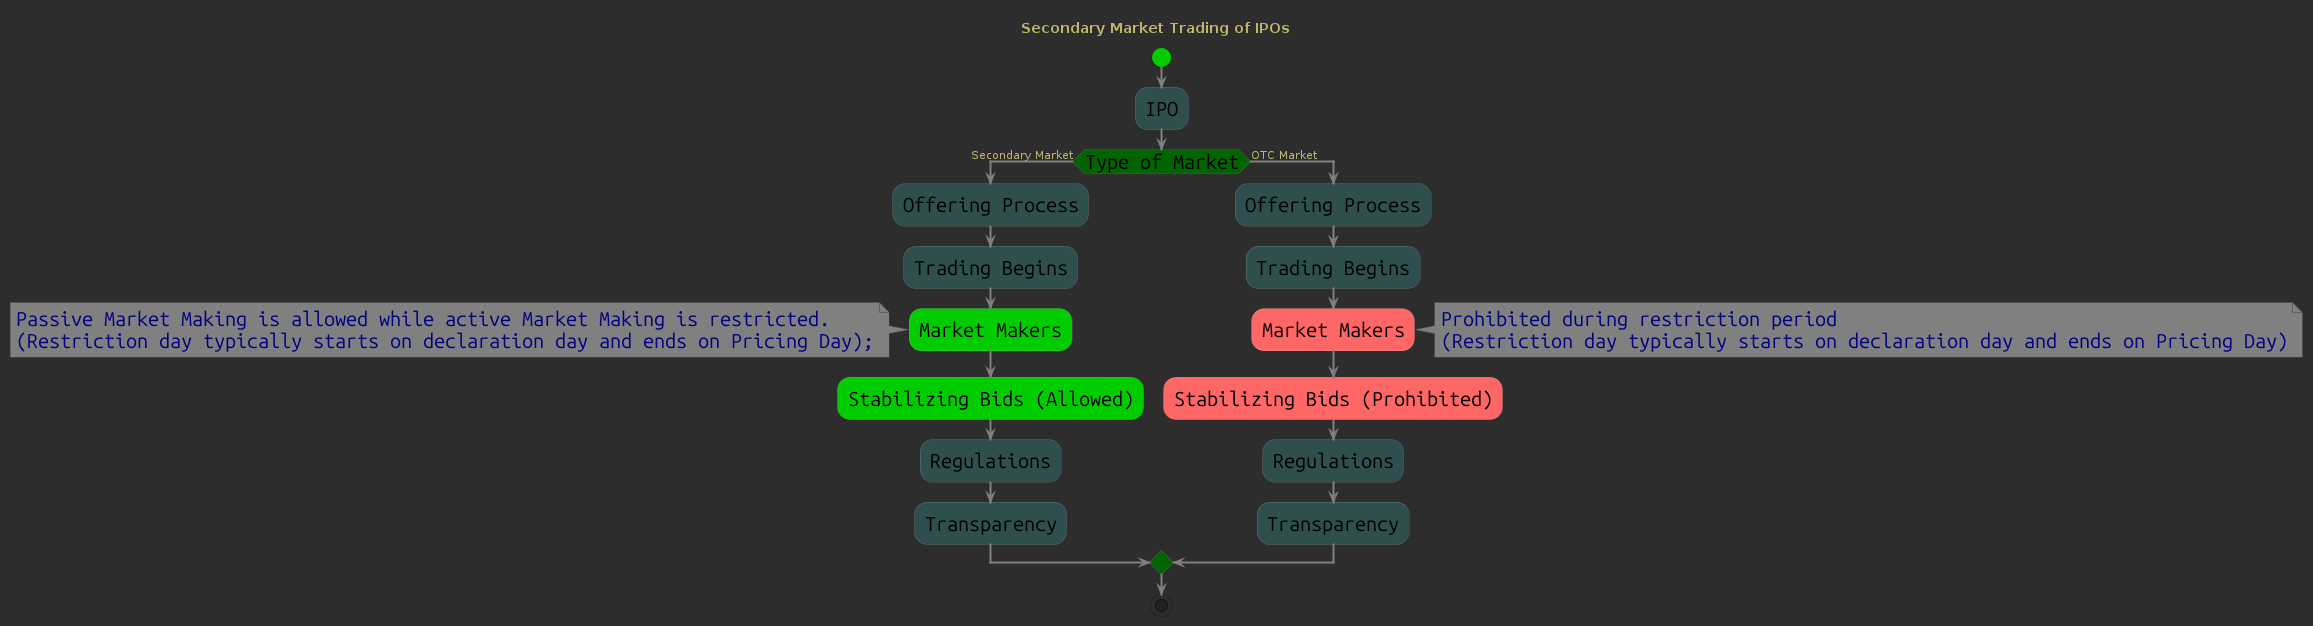 Secondary Market Trading of IPOs
IPO
Type of Market
Secondary Market
OTC Market
Offering Process
Trading Begins
Passive Market Making is allowed while active Market Making is restricted.
(Restriction day typically starts on declaration day and ends on Pricing Day);
Market Makers
Stabilizing Bids (Allowed)
Regulations
Transparency
Offering Process
Trading Begins
Market Makers
Prohibited during restriction period
(Restriction day typically starts on declaration day and ends on Pricing Day)
Stabilizing Bids (Prohibited)
Regulations
Transparency